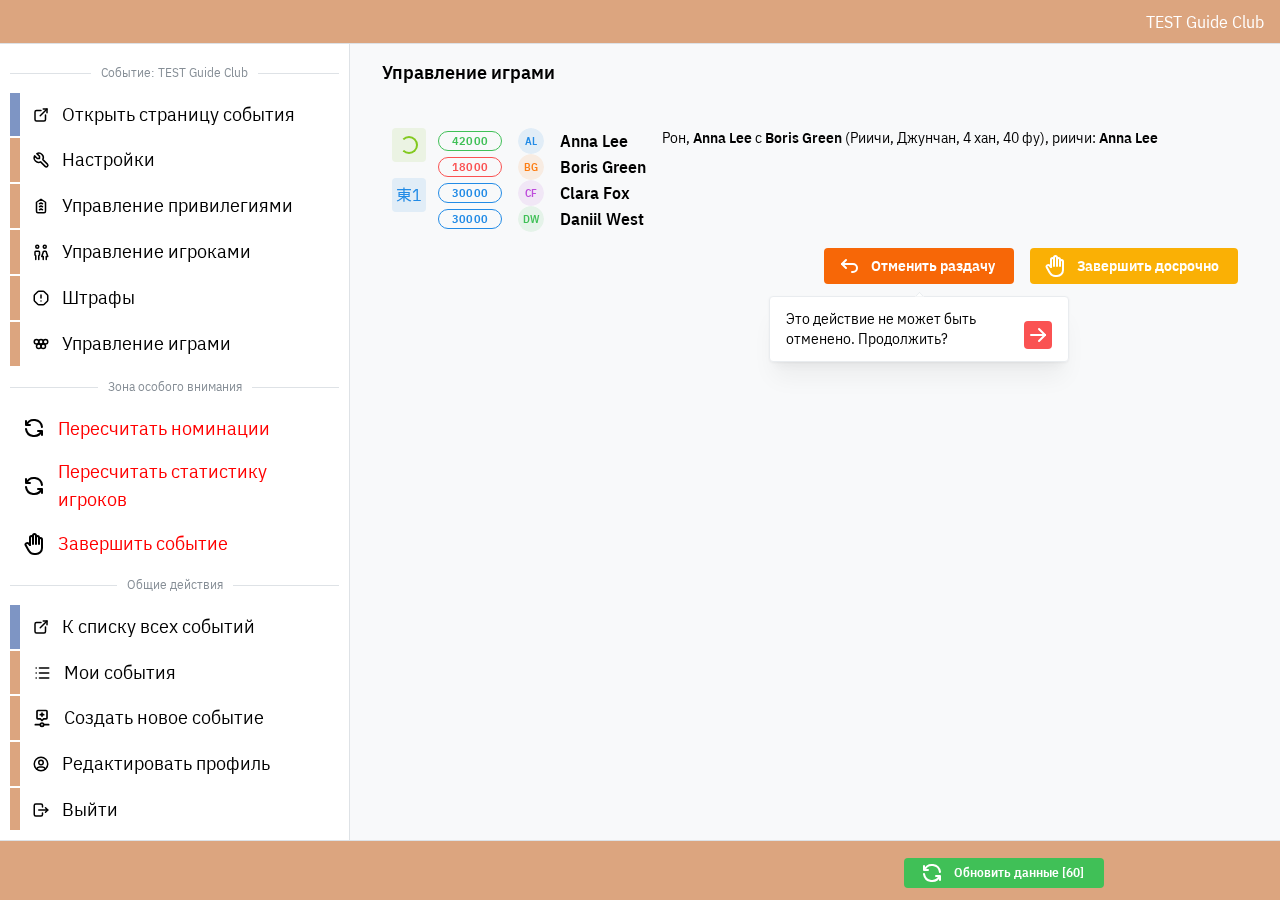 TEST Guide Club
Событие: TEST Guide Club
Открыть страницу события
Настройки
Управление привилегиями
Управление игроками
Штрафы
Управление играми
Зона особого внимания
Пересчитать номинации
Пересчитать статистику
игроков
Завершить событие
Общие действия
К списку всех событий
Мои события
Создать новое событие
Редактировать профиль
Выйти
Управление играми
42000 AL Anna Lee
18000 BG Boris Green
東1
30000 CF Clara Fox
30000 DW Daniil West
Рон, Anna Lee с Boris Green (Риичи, Джунчан, 4 хан, 40 фу), риичи: Anna Lee
Отменить раздачу
Завершить досрочно
Это действие не может быть
отменено. Продолжить?
Обновить данные [60]